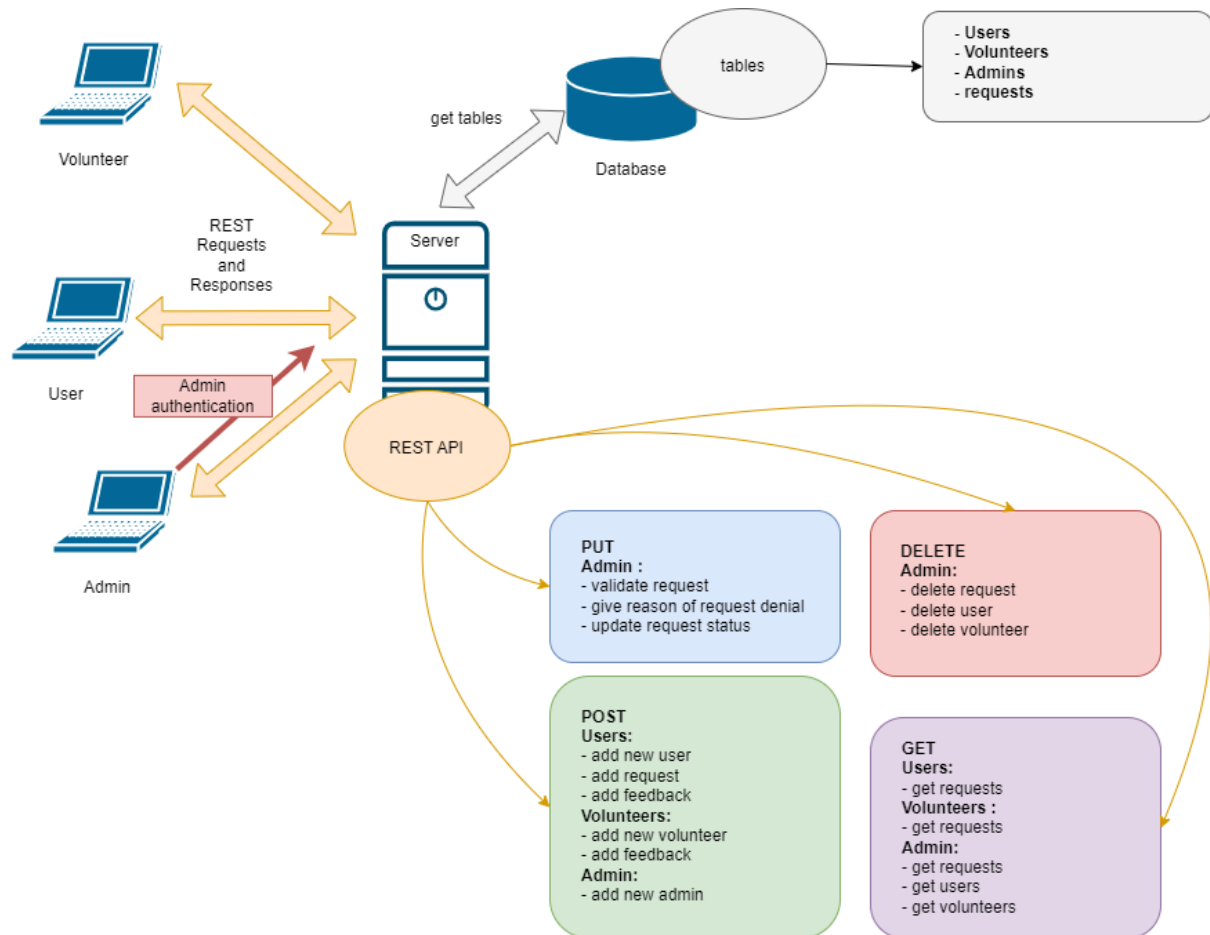 - Users
- Volunteers
- Admins
- requests
tables
get tables
Database
Volunteer
REST
Requests
and
Responses
Server
User
Admin
authentication
REST API
Admin
PUT
Admin :
- validate request
- give reason of request denial
- update request status
DELETE
Admin:
- delete request
- delete user
- delete volunteer
POST
Users:
- add new user
- add request
- add feedback
Volunteers:
- add new volunteer
- add feedback
Admin:
- add new admin
GET
Users:
- get requests
Volunteers :
- get requests
Admin:
- get requests
- get users
- get volunteers